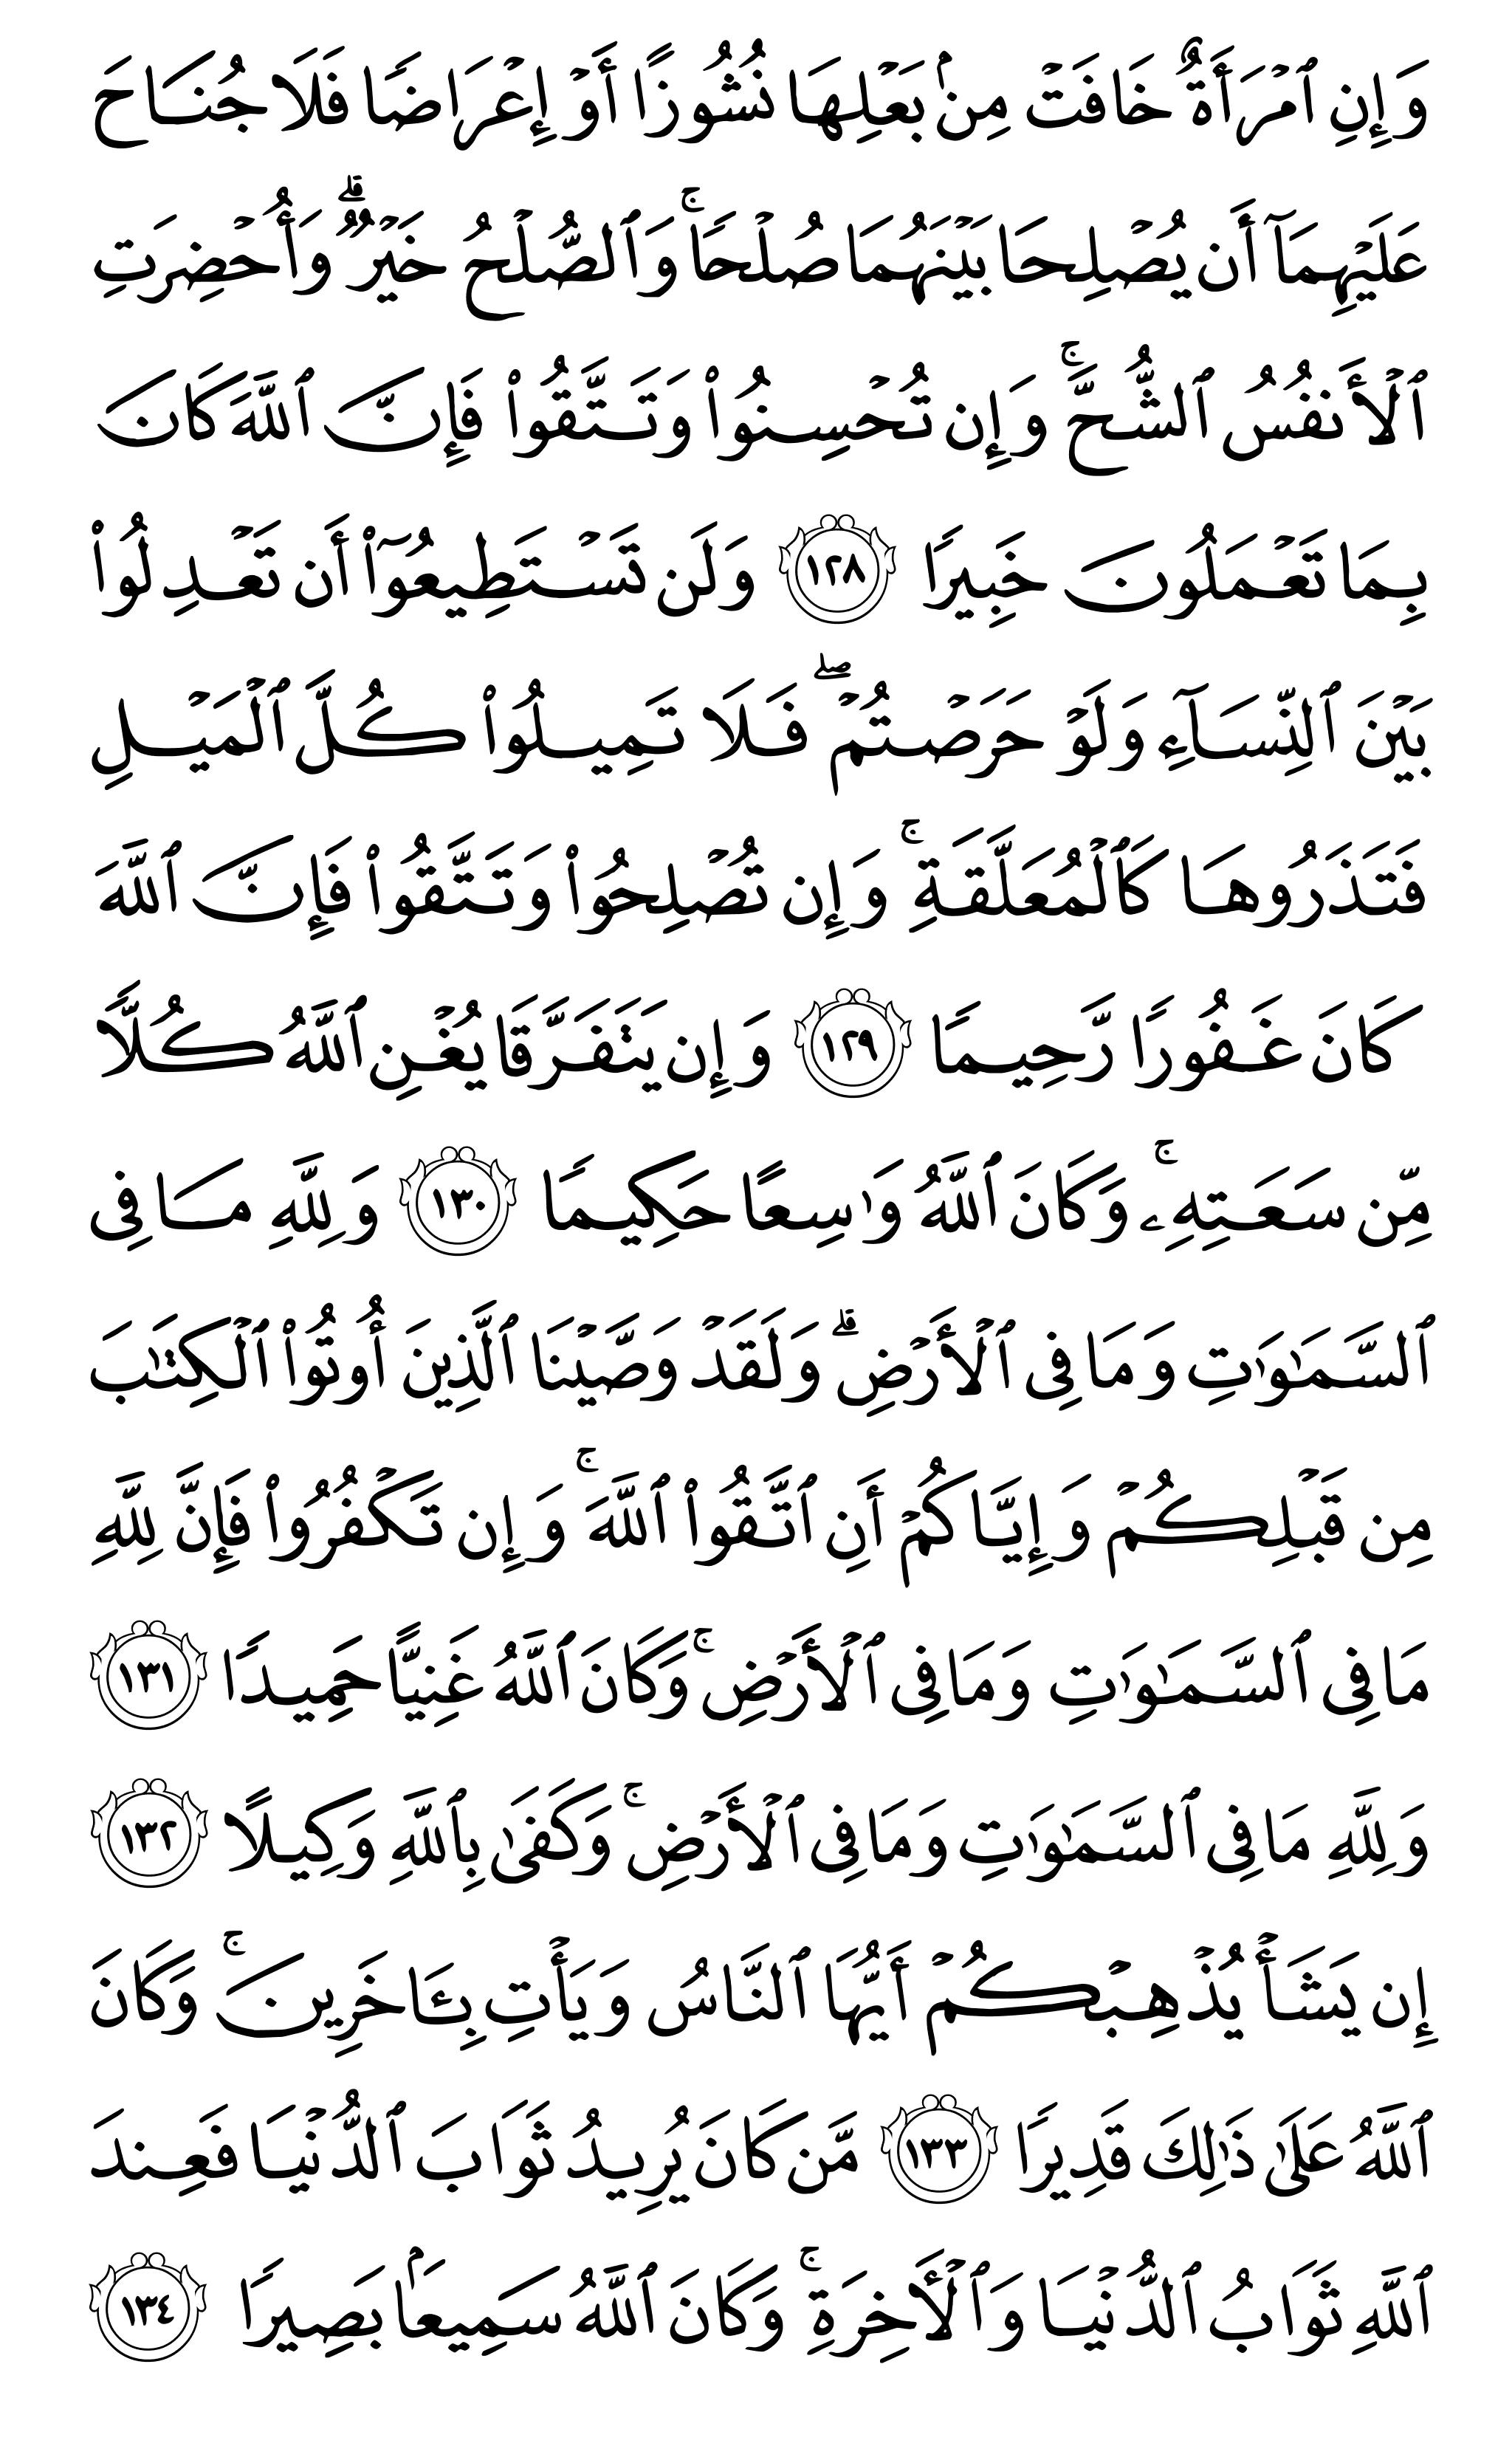 وَإِنِ ٱمۡرَأَةٌ خَافَتۡ مِنۢ بَعۡلِهَا نُشُوزًا أَوۡ إِعۡرَاضٗا فَلَا جُنَاحَ
عَلَيۡهِمَآ أَن يُصۡلِحَا بَيۡنَهُمَا صُلۡحٗاۚ وَٱلصُّلۡحُ خَيۡرٞۗ وَأُحۡضِرَتِ
ٱلۡأَنفُسُ ٱلشُّحَّۚ وَإِن تُحۡسِنُواْ وَتَتَّقُواْ فَإِنَّ ٱللَّهَ كَانَ
بِمَا تَعۡمَلُونَ خَبِيرٗا ١٢٨ وَلَن تَسۡتَطِيعُوٓاْ أَن تَعۡدِلُواْ
بَيۡنَ ٱلنِّسَآءِ وَلَوۡ حَرَصۡتُمۡۖ فَلَا تَمِيلُواْ كُلَّ ٱلۡمَيۡلِ
فَتَذَرُوهَا كَٱلۡمُعَلَّقَةِۚ وَإِن تُصۡلِحُواْ وَتَتَّقُواْ فَإِنَّ ٱللَّهَ
كَانَ غَفُورٗا رَّحِيمٗا ١٢٩ وَإِن يَتَفَرَّقَا يُغۡنِ ٱللَّهُ كُلّٗا
مِّن سَعَتِهِۦۚ وَكَانَ ٱللَّهُ وَٰسِعًا حَكِيمٗا ١٣٠ وَلِلَّهِ مَا فِي
ٱلسَّمَٰوَٰتِ وَمَا فِي ٱلۡأَرۡضِۗ وَلَقَدۡ وَصَّيۡنَا ٱلَّذِينَ أُوتُواْ ٱلۡكِتَٰبَ
مِن قَبۡلِكُمۡ وَإِيَّاكُمۡ أَنِ ٱتَّقُواْ ٱللَّهَۚ وَإِن تَكۡفُرُواْ فَإِنَّ لِلَّهِ
مَا فِي ٱلسَّمَٰوَٰتِ وَمَا فِي ٱلۡأَرۡضِۚ وَكَانَ ٱللَّهُ غَنِيًّا حَمِيدٗا ١٣١
وَلِلَّهِ مَا فِي ٱلسَّمَٰوَٰتِ وَمَا فِي ٱلۡأَرۡضِۚ وَكَفَىٰ بِٱللَّهِ وَكِيلًا ١٣٢
إِن يَشَأۡ يُذۡهِبۡكُمۡ أَيُّهَا ٱلنَّاسُ وَيَأۡتِ بِـَٔاخَرِينَۚ وَكَانَ
ٱللَّهُ عَلَىٰ ذَٰلِكَ قَدِيرٗا ١٣٣ مَّن كَانَ يُرِيدُ ثَوَابَ ٱلدُّنۡيَا فَعِندَ
ٱللَّهِ ثَوَابُ ٱلدُّنۡيَا وَٱلۡأٓخِرَةِۚ وَكَانَ ٱللَّهُ سَمِيعَۢا بَصِيرٗا ١٣٤